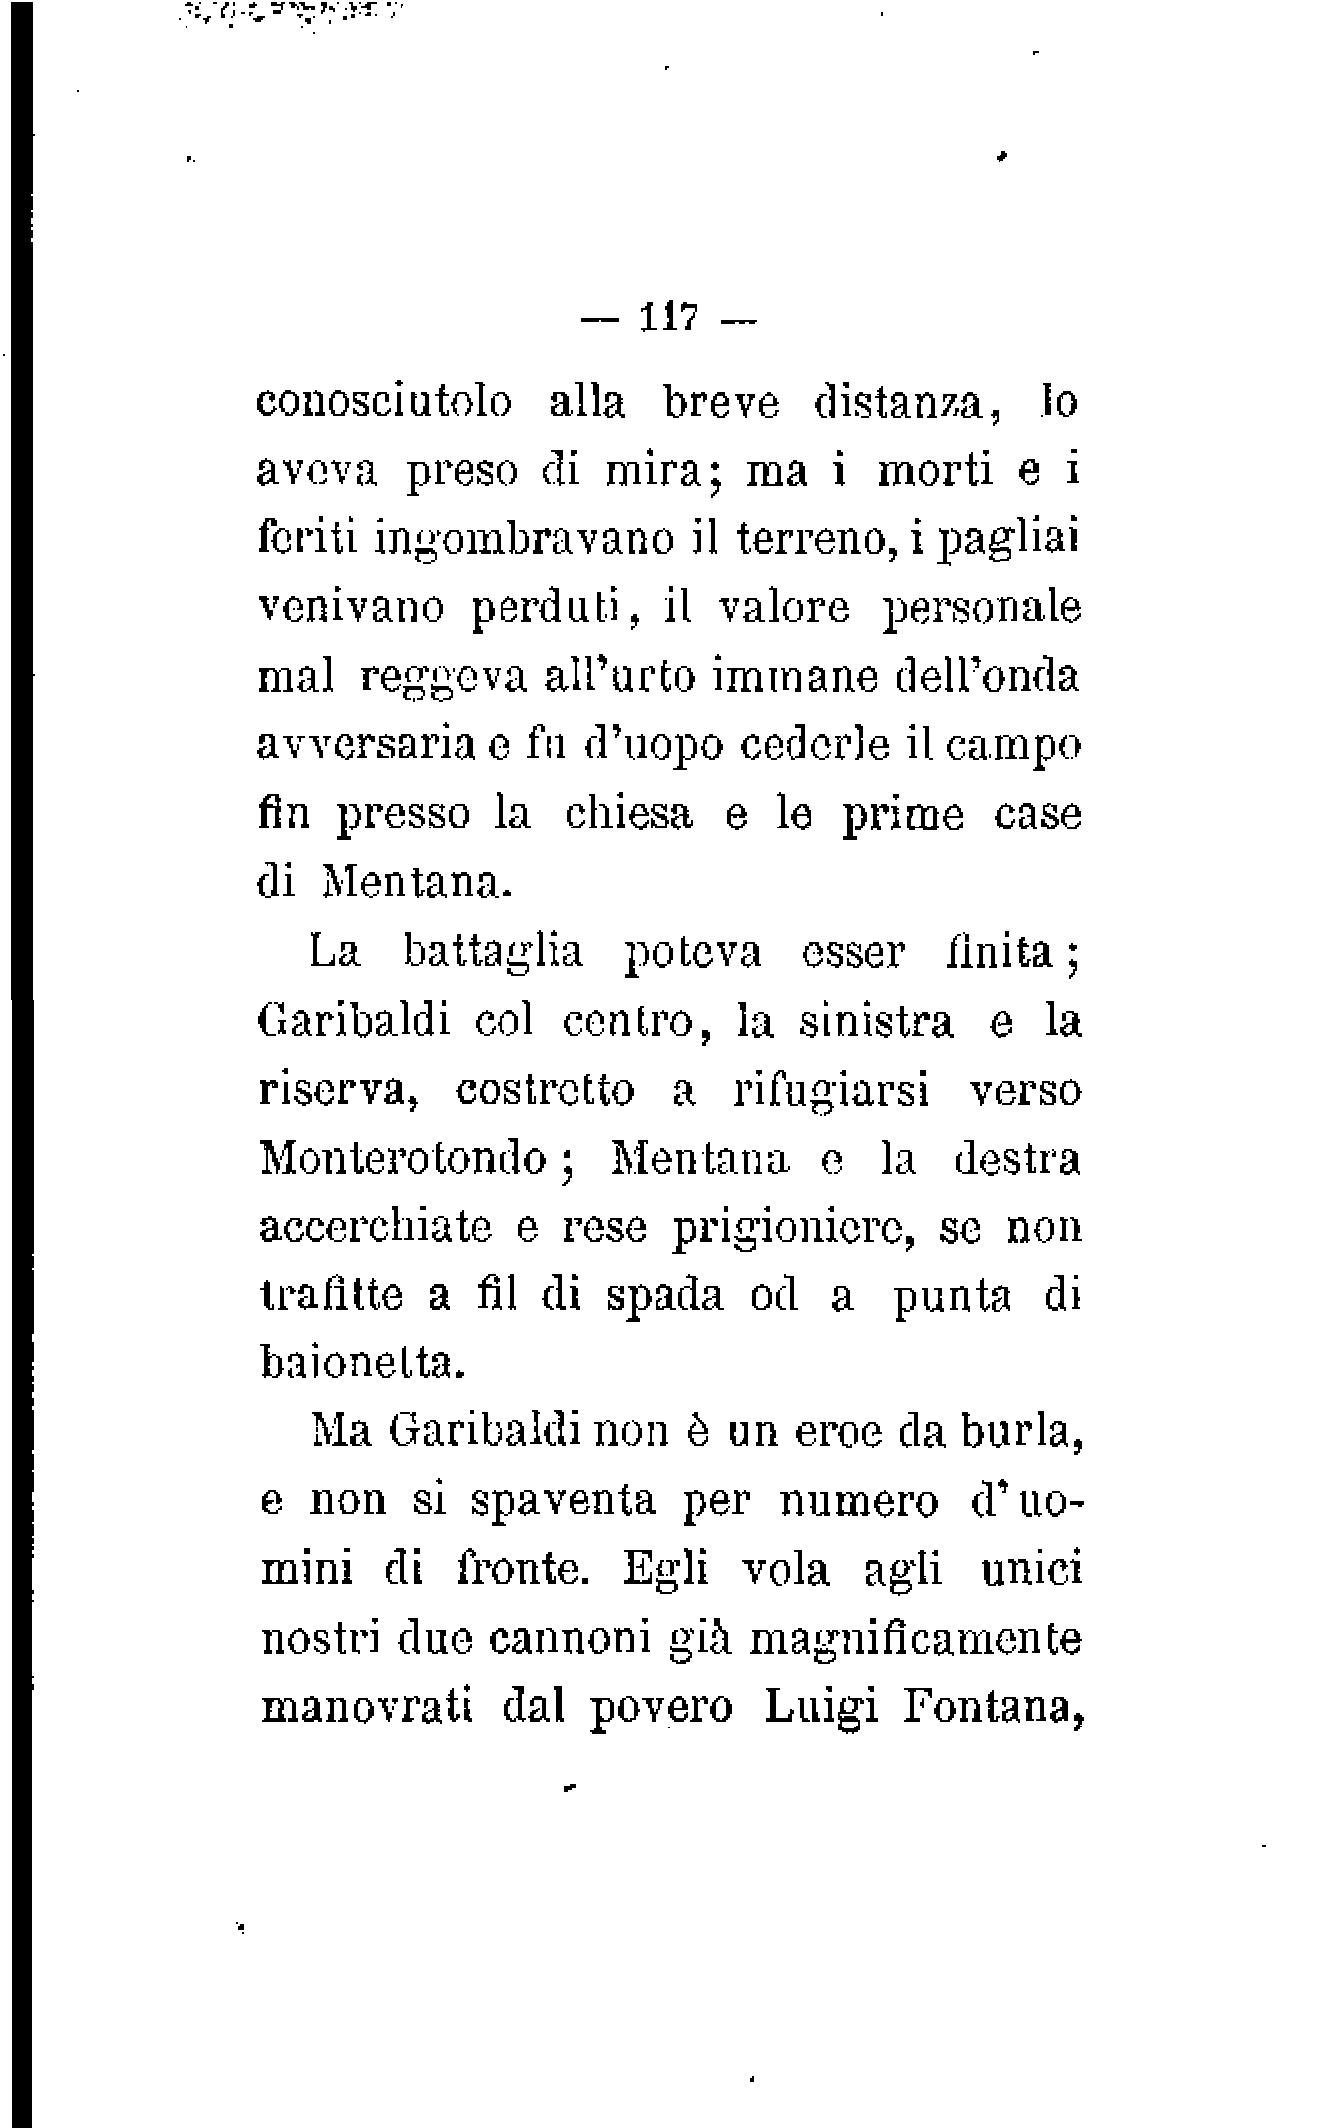 — 117 —
conosciutolo alla breve distanza, lo
aveva preso di mira; ma i morti e i
feriti ingombravano il terreno, i pagliai
venivano perduti, il valore personale
mal reggeva all'urto immane dell'onda
avversaria e fu d'uopo cederle il campo
fin presso la chiesa e le prime case
di Mentana.
La battaglia poteva esser finita;
Garibaldi col centro, la sinistra e la
riserva, costretto a rifugiarsi verso
Monterotondo; Mentana e la destra
accerchiate e rese prigioniere, se non
trafitte a fil di spada od a punta di
baionetta.
Ma Garibaldi non è un eroe da burla,
e non si spaventa per numero d'uo-
mini di fronte. Egli vola agli unici
nostri due cannoni già magnificamente
manovrati dal povero Luigi Fontana,